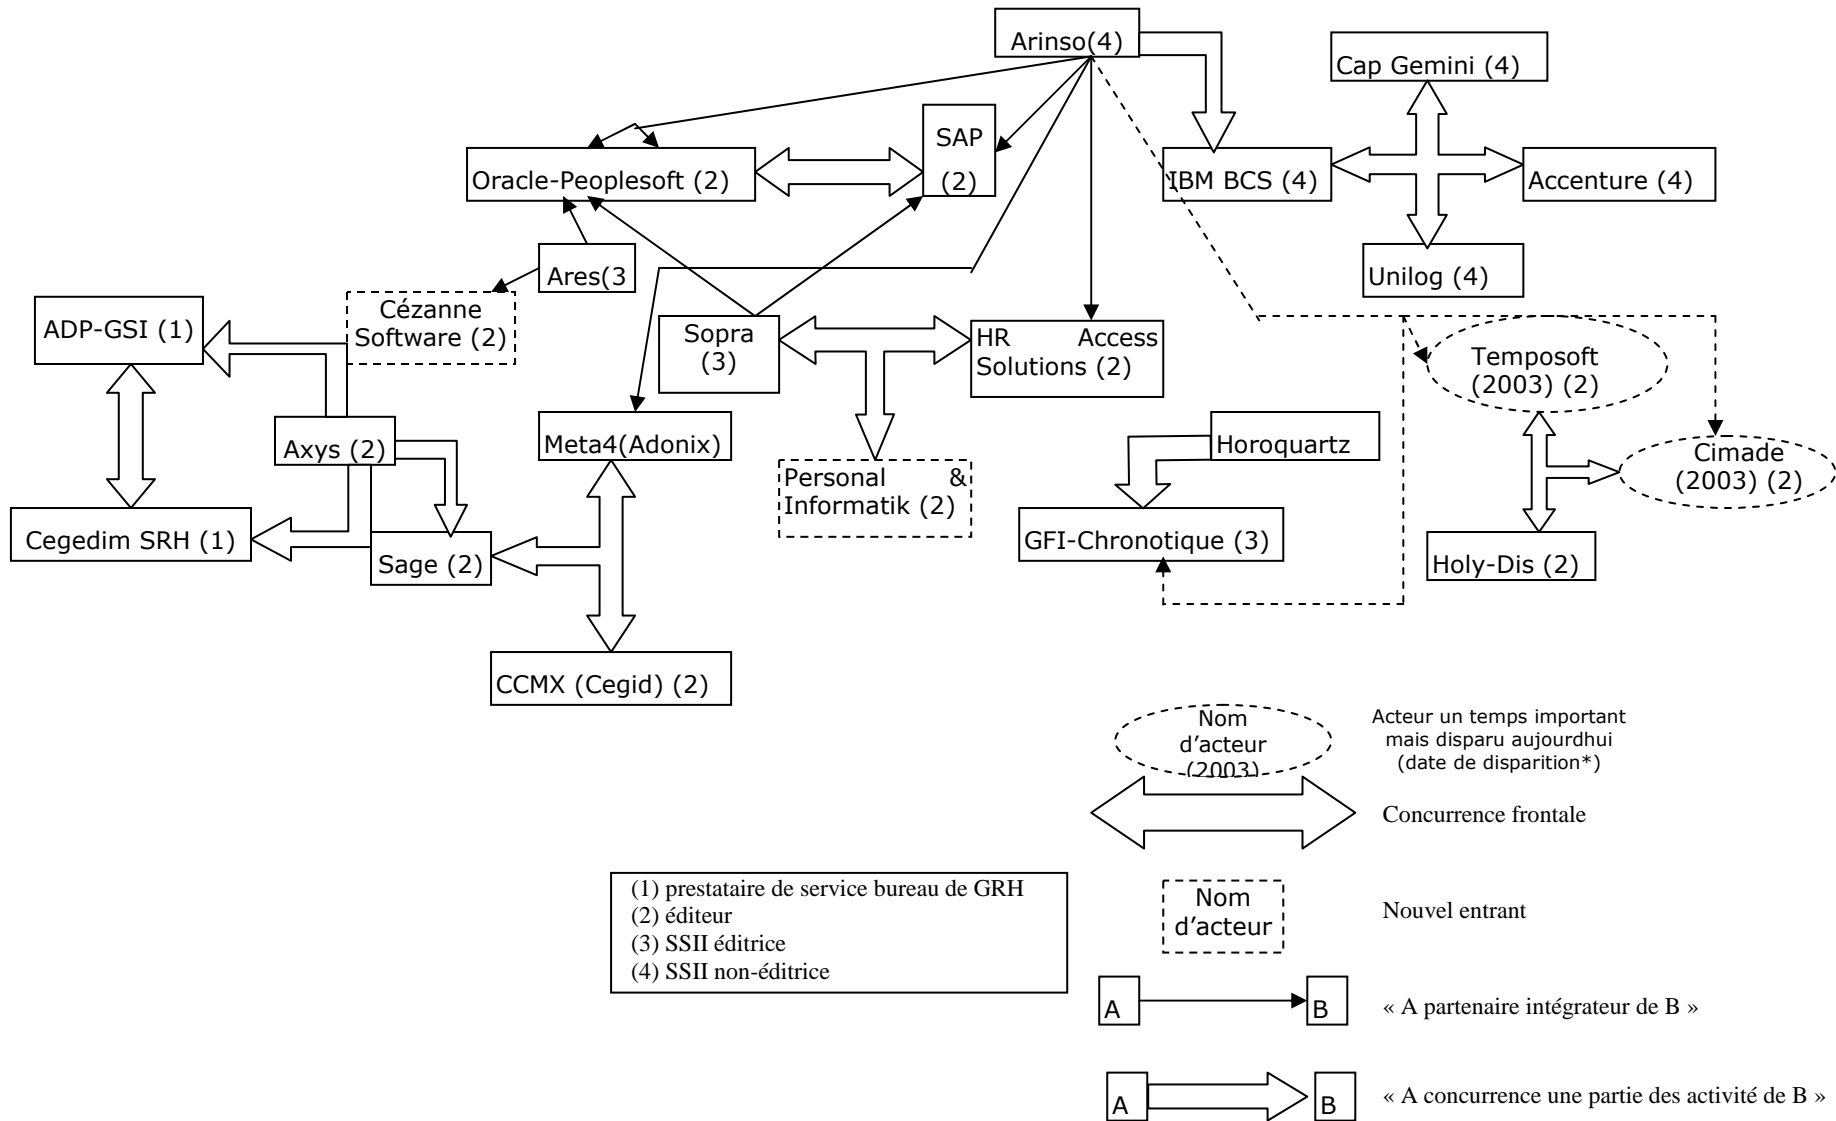 Arinso(4)
Cap Gemini (4)
SAP
(2)
Oracle-Peoplesoft (2)
IBM BCS (4)
Accenture (4)
Ares(3
Unilog (4)
Cézanne
Software (2)
ADP-GSI (1)
Sopra
(3)
HR Access
Solutions (2)
Temposoft
(2003) (2)
Axys (2)
Meta4(Adonix)
Horoquartz
Personal &
Informatik (2)
Cimade
(2003) (2)
Cegedim SRH (1)
Sage (2)
GFI-Chronotique (3)
Holy-Dis (2)
CCMX (Cegid) (2)
Nom
d’acteur
(2003)
Acteur un temps important
mais disparu aujourdhui
(date de disparition*)
Concurrence frontale
(1) prestataire de service bureau de GRH
(2) éditeur
(3) SSII éditrice
(4) SSII non-éditrice
Nom
d’acteur
Nouvel entrant
A
B
« A partenaire intégrateur de B »
A
B
« A concurrence une partie des activité de B »